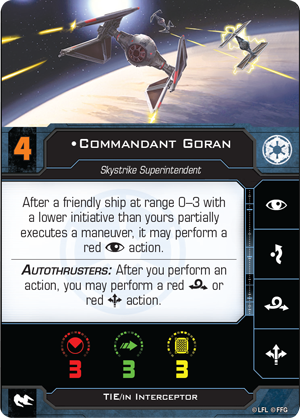 4
•Commandant Goran
Skystrike Superintendent
After a friendly ship at range 0–3 with
a lower initiative than yours partially
executes a maneuver, it may perform a
red action.
Autothrusters: After you perform an
action, you may perform a red or
red action.
3 3 3
TIE/in Interceptor
©LFL ©FFG